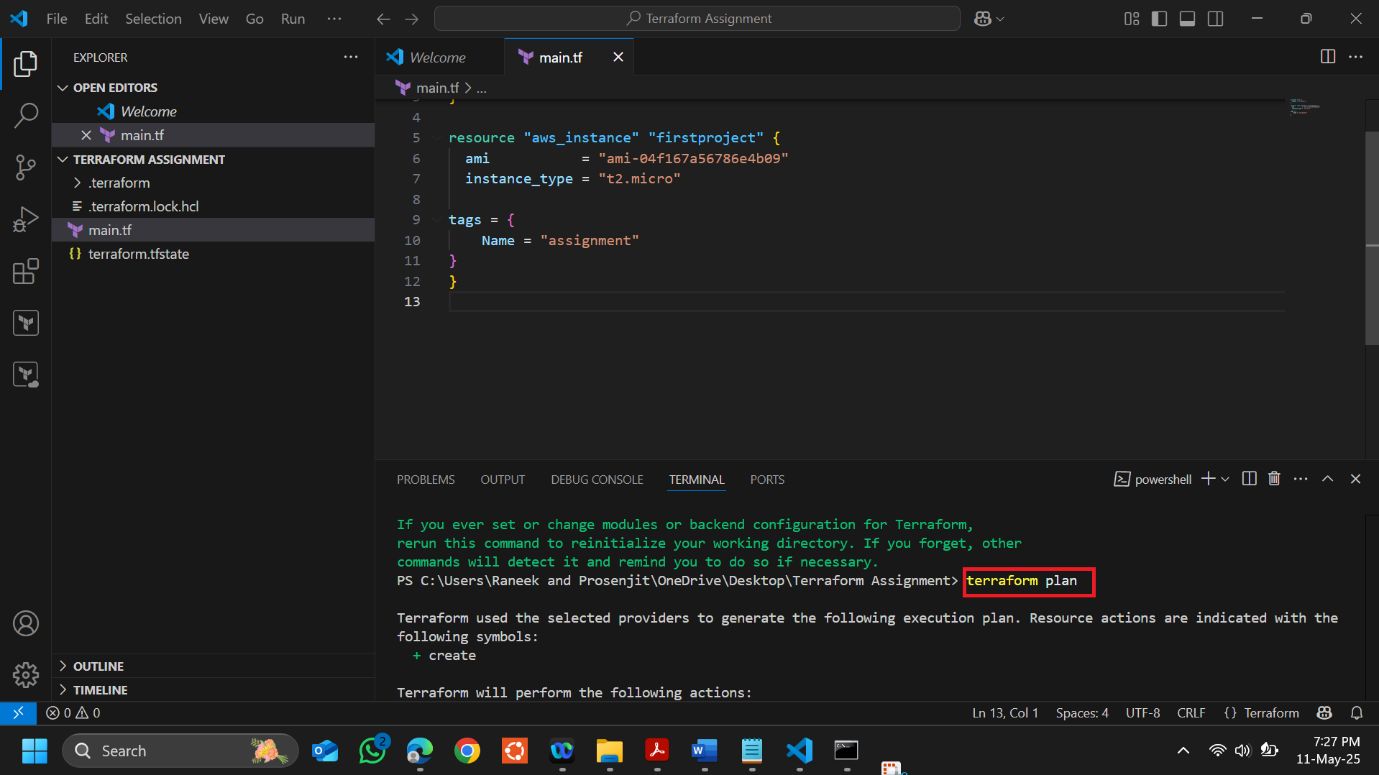 File Edit Selection View Go Run ...
Terraform Assignment
EXPLORER
Welcome
main.tf
OPEN EDITORS
main.tf > ...
Welcome
main.tf
TERRAFORM ASSIGNMENT
.terraform
.terraform.lock.hcl
main.tf
terraform.tfstate
4
5 resource "aws_instance" "firstproject" {
6 ami = "ami-04f167a56786e4b09"
7 instance_type = "t2.micro"
8
9 tags = {
10 Name = "assignment"
11 }
12 }
13
PROBLEMS OUTPUT DEBUG CONSOLE TERMINAL PORTS
powershell
If you ever set or change modules or backend configuration for Terraform,
rerun this command to reinitialize your working directory. If you forget, other
commands will detect it and remind you to do so if necessary.
PS C:\Users\Raneek and Prosenjit\OneDrive\Desktop\Terraform Assignment> terraform plan
Terraform used the selected providers to generate the following execution plan. Resource actions are indicated with the
following symbols:
+ create
Terraform will perform the following actions:
OUTLINE
TIMELINE
0 0
Ln 13, Col 1 Spaces: 4 UTF-8 CRLF {} Terraform
Search
2
7:27 PM
11-May-25